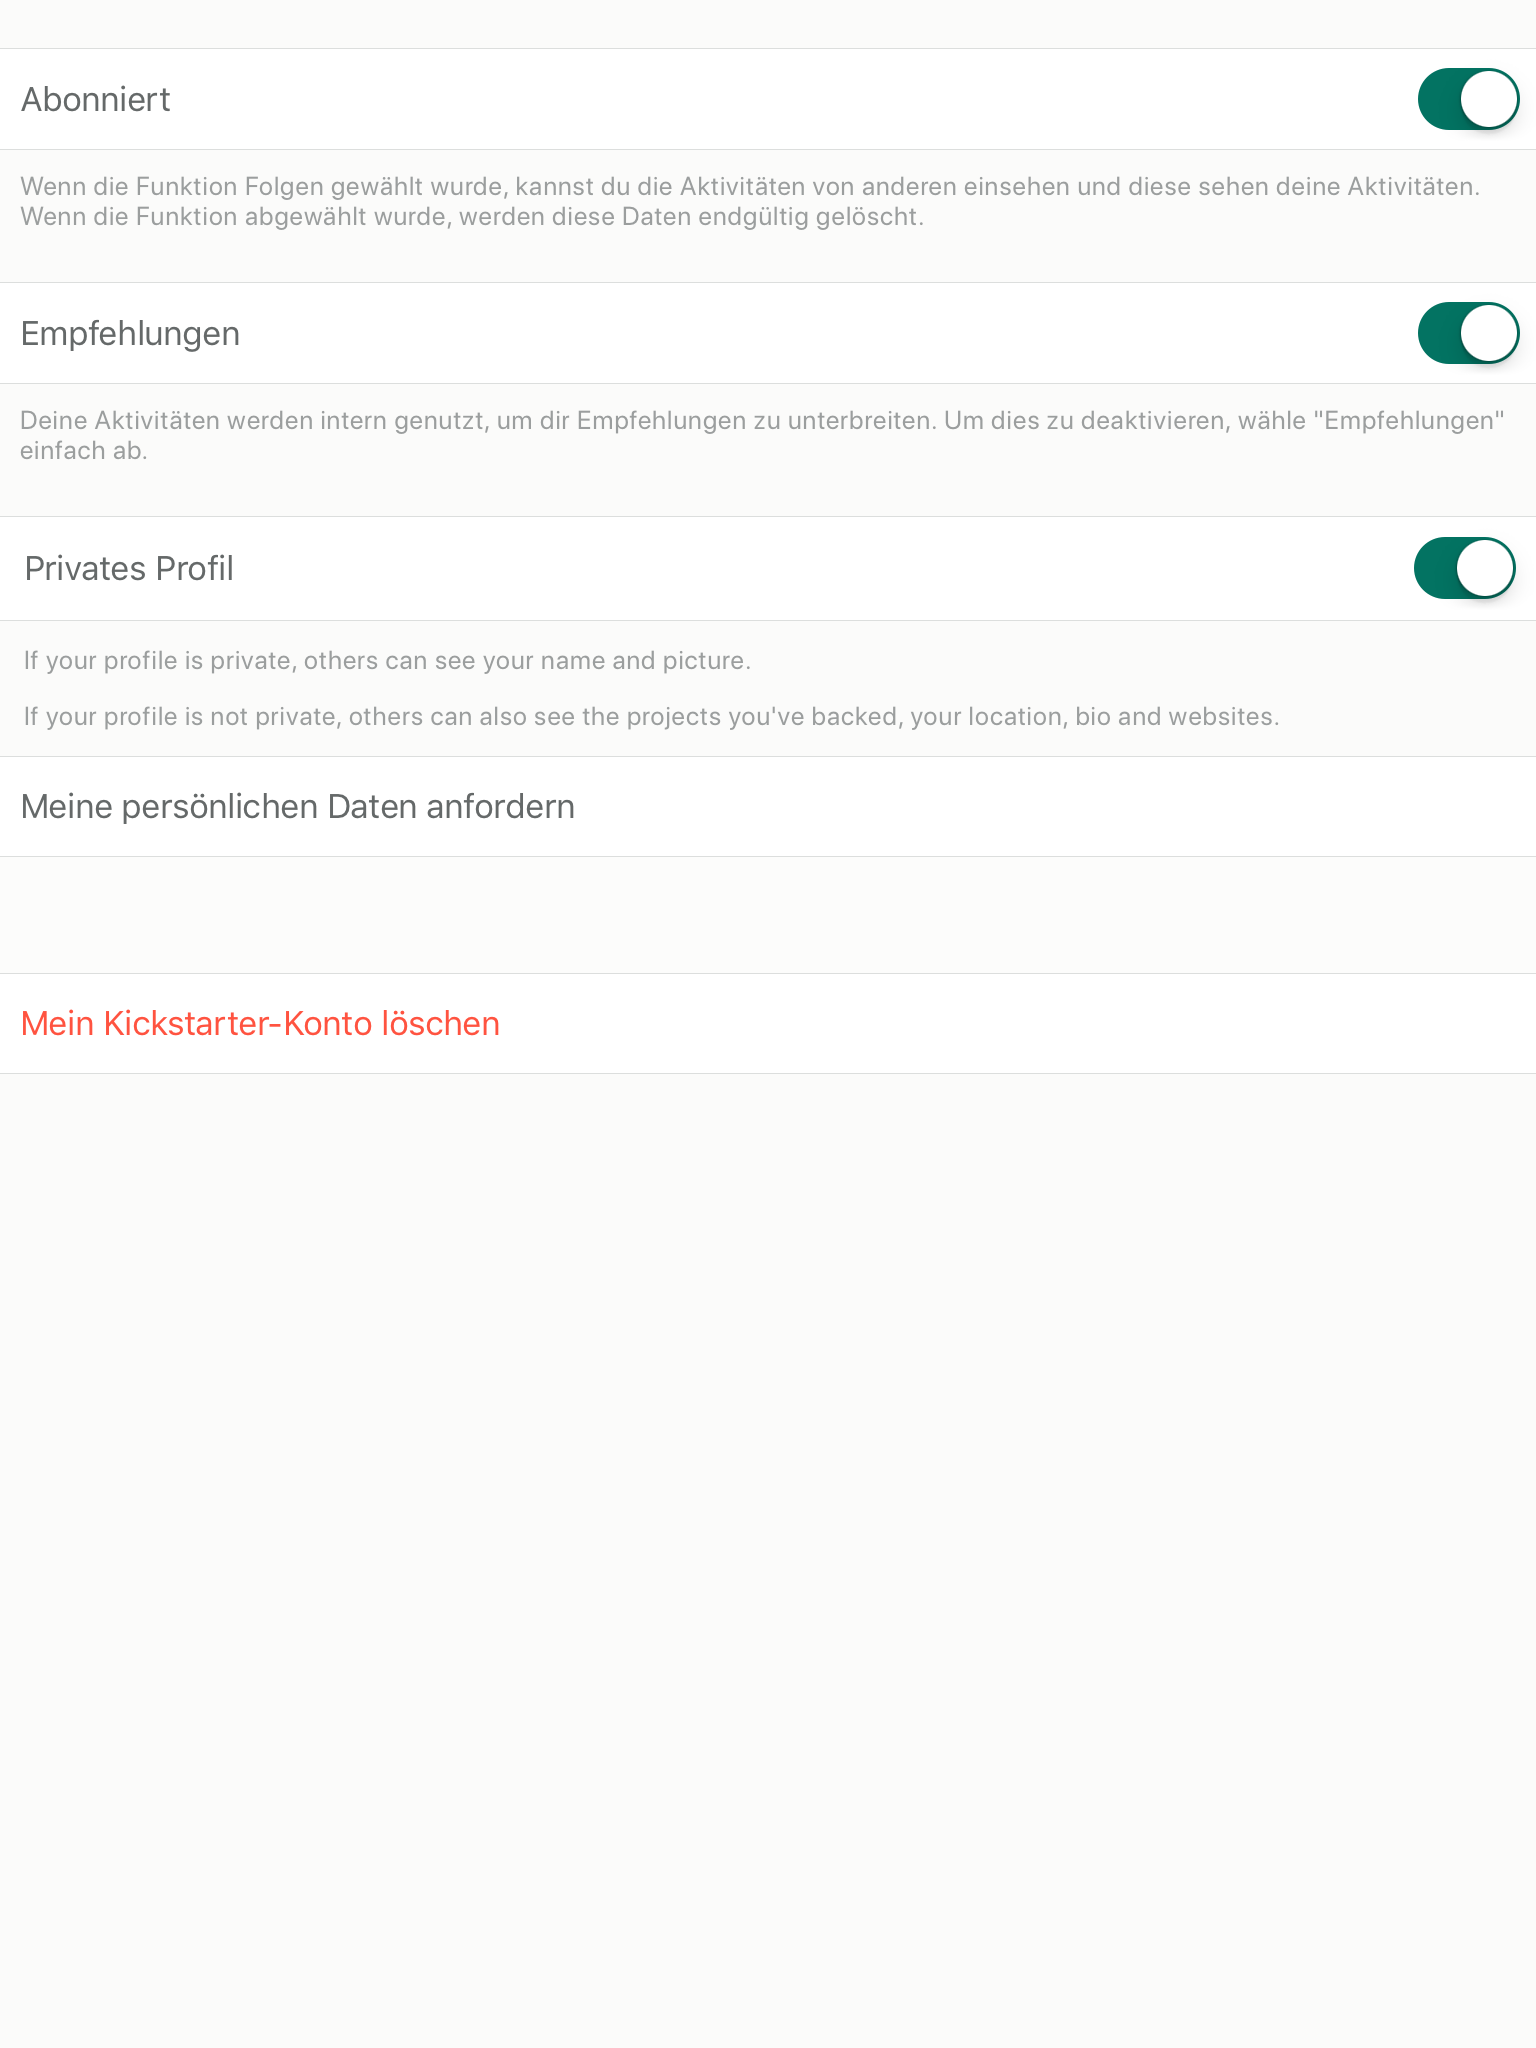 Abonniert
Wenn die Funktion Folgen gewählt wurde, kannst du die Aktivitäten von anderen einsehen und diese sehen deine Aktivitäten.
Wenn die Funktion abgewählt wurde, werden diese Daten endgültig gelöscht.
Empfehlungen
Deine Aktivitäten werden intern genutzt, um dir Empfehlungen zu unterbreiten. Um dies zu deaktivieren, wähle "Empfehlungen"
einfach ab.
Privates Profil
If your profile is private, others can see your name and picture.
If your profile is not private, others can also see the projects you've backed, your location, bio and websites.
Meine persönlichen Daten anfordern
Mein Kickstarter-Konto löschen